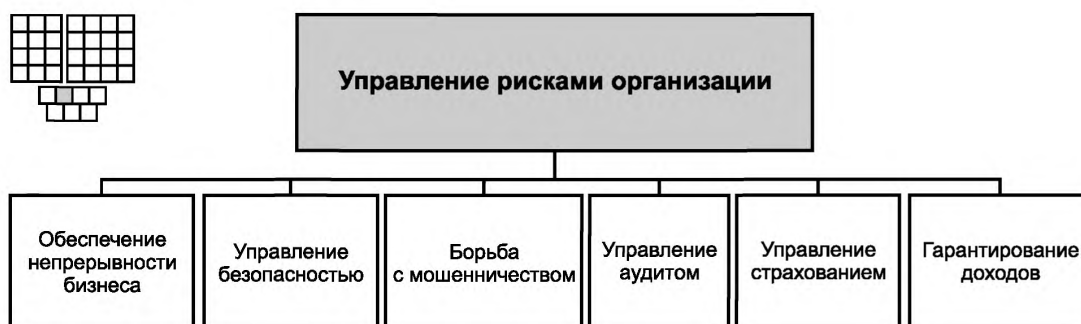 Управление рисками организации
Обеспечение
непрерывности
бизнеса
Управление
безопасностью
Борьба
с мошенничеством
Управление
аудитом
Управление
страхованием
Гарантирование
доходов